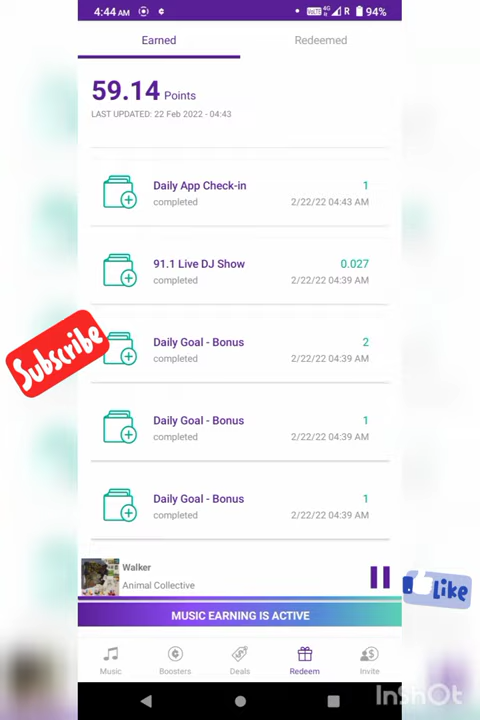 4:44 AM
VoLTE 4G R 94%
Earned
Redeemed
59.14 Points
LAST UPDATED: 22 Feb 2022 - 04:43
Daily App Check-in
1
completed
2/22/22 04:43 AM
91.1 Live DJ Show
0.027
completed
2/22/22 04:39 AM
Subscribe
Daily Goal - Bonus
2
completed
2/22/22 04:39 AM
Daily Goal - Bonus
1
completed
2/22/22 04:39 AM
Daily Goal - Bonus
1
completed
2/22/22 04:39 AM
Walker
Animal Collective
Like
MUSIC EARNING IS ACTIVE
Music
Boosters
Deals
Redeem
Invite
InShOt